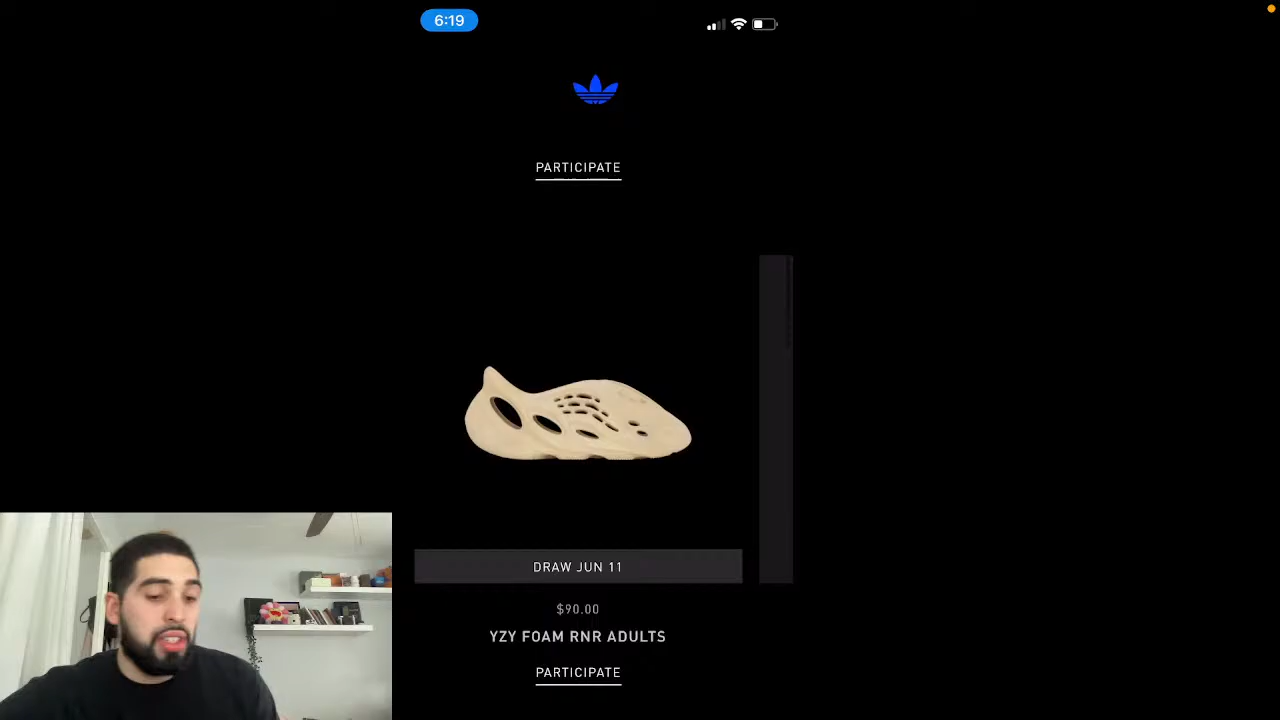 6:19
PARTICIPATE
DRAW JUN 11
$90.00
YZY FOAM RNR ADULTS
PARTICIPATE